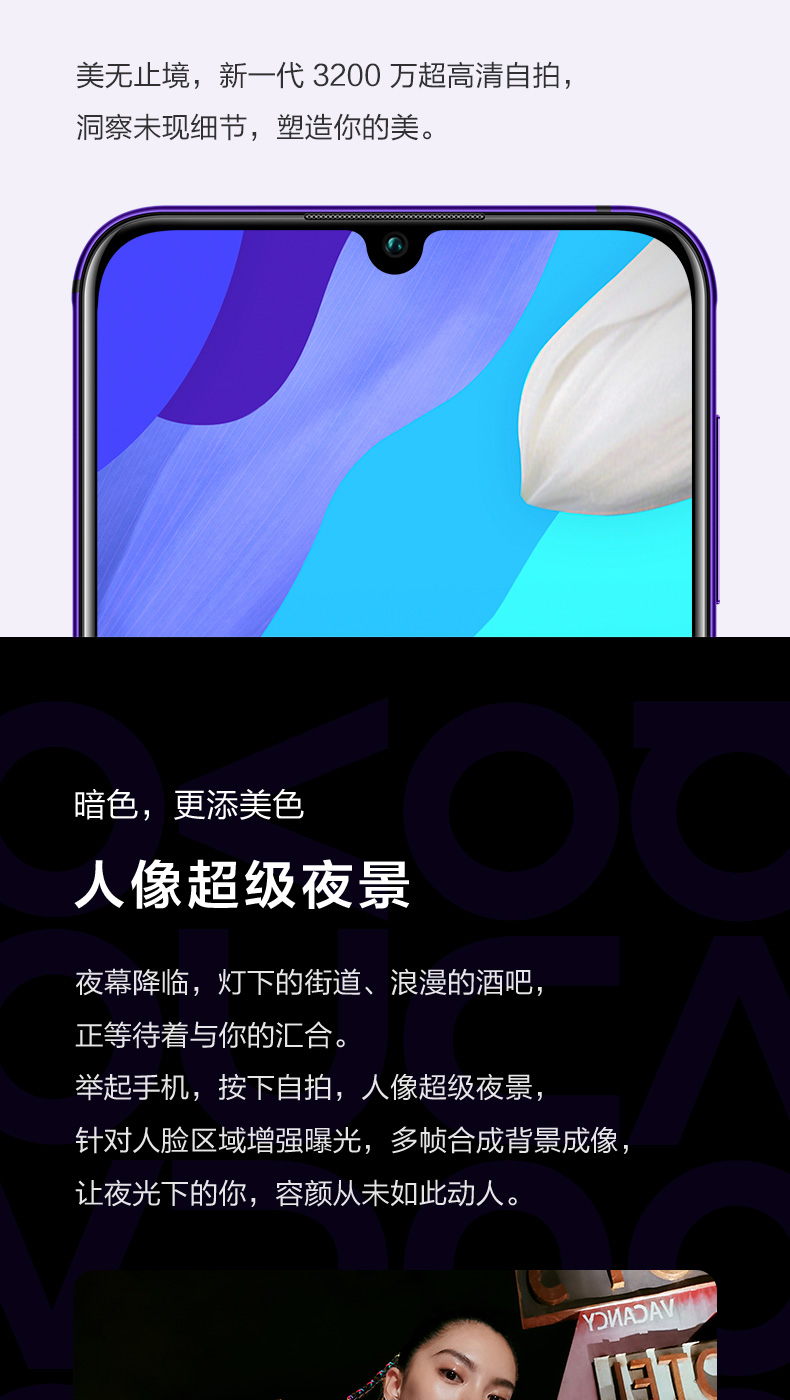 美无止境，新一代 3200 万超高清自拍，
洞察未现细节，塑造你的美。
暗色，更添美色
人像超级夜景
夜幕降临，灯下的街道、浪漫的酒吧，
正等待着与你的汇合。
举起手机，按下自拍，人像超级夜景，
针对人脸区域增强曝光，多帧合成背景成像，
让夜光下的你，容颜从未如此动人。
VACANCY